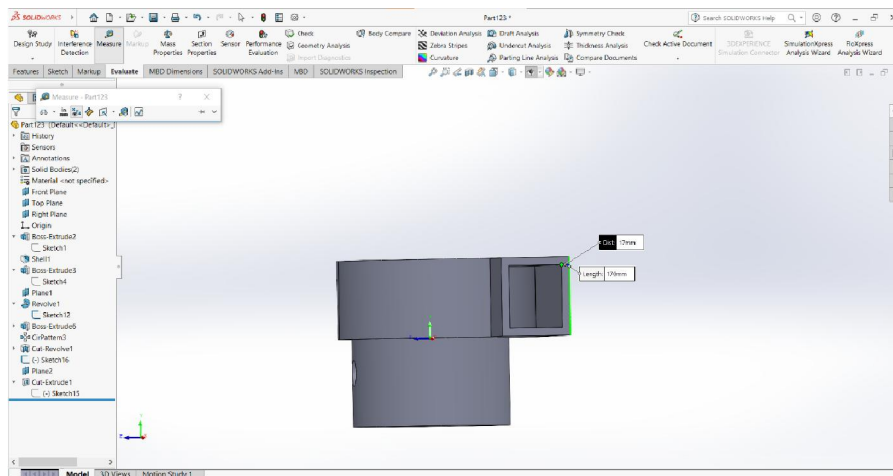 SOLIDWORKS
Part123 *
Search SOLIDWORKS Help
Design Study
Interference Detection
Measure
Markup
Mass Properties
Section Properties
Sensor
Performance Evaluation
Check
Geometry Analysis
Import Diagnostics
Body Compare
Deviation Analysis
Zebra Stripes
Curvature
Draft Analysis
Undercut Analysis
Parting Line Analysis
Symmetry Check
Thickness Analysis
Compare Documents
Check Active Document
3DEXPERIENCE Simulation Connector
SimulationXpress Analysis Wizard
FloXpress Analysis Wizard
Features
Sketch
Markup
Evaluate
MBD Dimensions
SOLIDWORKS Add-Ins
MBD
SOLIDWORKS Inspection
Measure - Part123
Part123 (Default<<Default>_
History
Sensors
Annotations
Solid Bodies(2)
Material <not specified>
Front Plane
Top Plane
Right Plane
Origin
Boss-Extrude2
Sketch1
Shell1
Boss-Extrude3
Sketch4
Plane1
Revolve1
Sketch12
Boss-Extrude6
CirPattern3
Cut-Revolve1
(-) Sketch16
Plane2
Cut-Extrude1
(-) Sketch15
Dist: 17mm
Length: 170mm
Model
3D Views
Motion Study 1